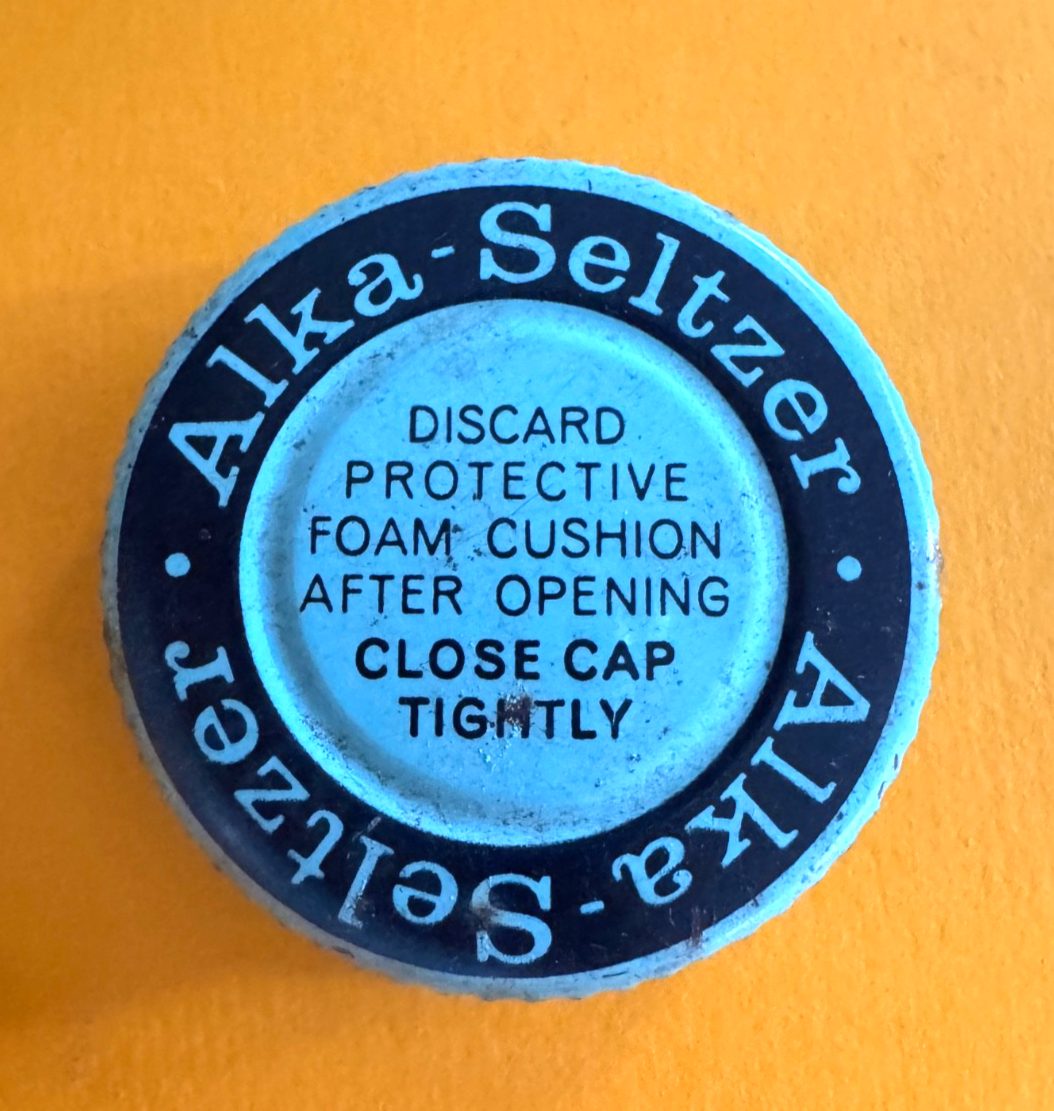 Alka-Seltzer
DISCARD
PROTECTIVE
FOAM CUSHION
AFTER OPENING
CLOSE CAP
TIGHTLY
Alka-Seltzer